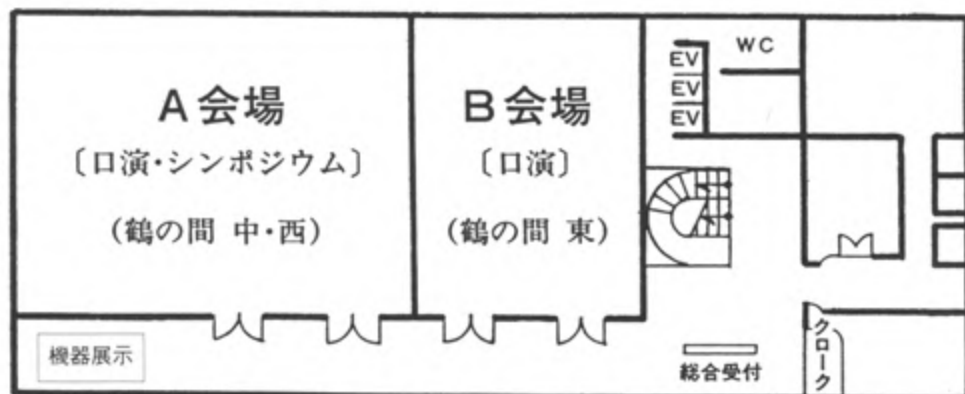 A会場
〔口演・シンポジウム〕
(鶴の間 中・西)
B会場
〔口演〕
(鶴の間 東)
EV
EV
EV
WC
機器展示
総合受付
クローク